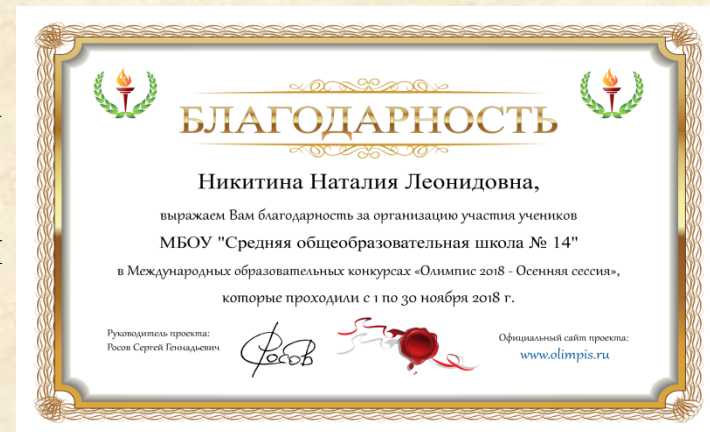 БЛАГОДАРНОСТЬ
Никитина Наталия Леонидовна,
выражаем Вам благодарность за организацию участия учеников
МБОУ "Средняя общеобразовательная школа № 14"
в Международных образовательных конкурсах «Олимпис 2018 - Осенняя сессия»,
которые проходили с 1 по 30 ноября 2018 г.
Руководитель проекта:
Росов Сергей Геннадьевич
Росов
Официальный сайт проекта:
www.olimpis.ru